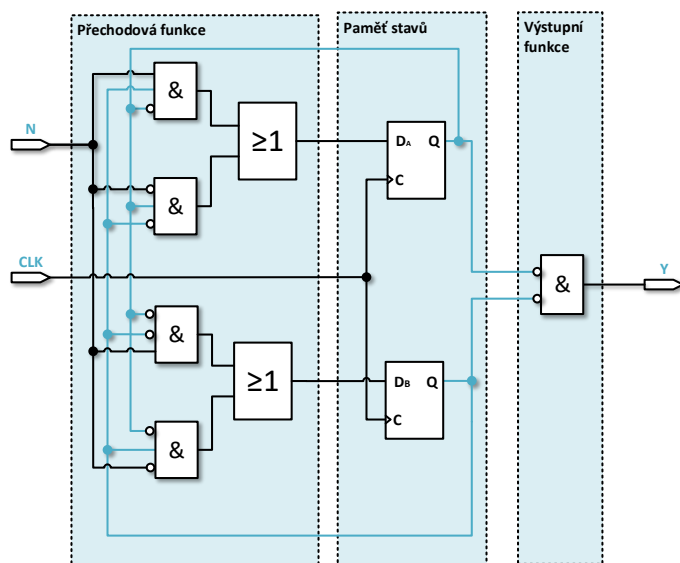 Přechodová funkce
Paměť stavů
Výstupní
funkce
&
≥1
N
DA Q
C
&
CLK
&
Y
&
≥1
DB Q
C
&